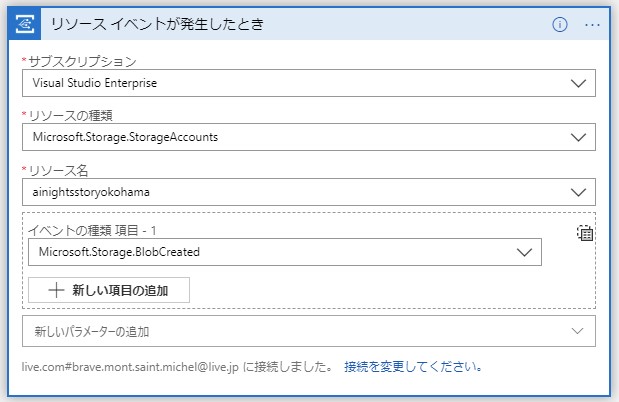 リソース イベントが発生したとき
*サブスクリプション
Visual Studio Enterprise
*リソースの種類
Microsoft.Storage.StorageAccounts
*リソース名
ainightsstoryokohama
イベントの種類 項目 - 1
Microsoft.Storage.BlobCreated
新しい項目の追加
新しいパラメーターの追加
live.com#brave.mont.saint.michel@live.jp に接続しました。 接続を変更してください。